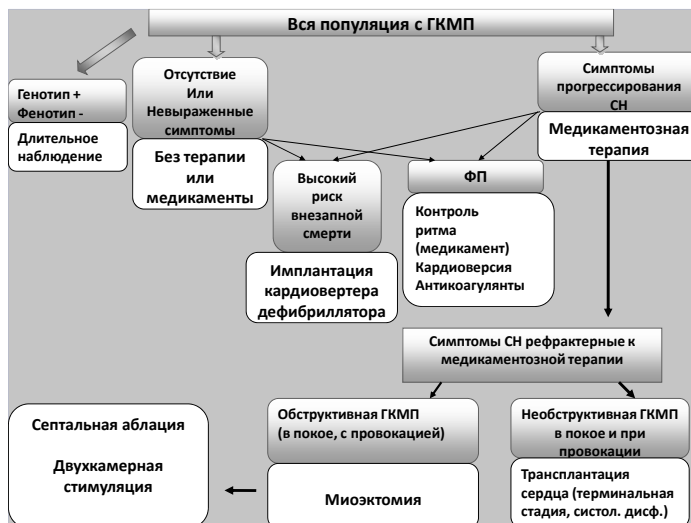 Вся популяция с ГКМП
Генотип +
Фенотип -
Длительное
наблюдение
Отсутствие
Или
Невыраженные
симптомы
Без терапии
или
медикаменты
Симптомы
прогрессирования
СН
Медикаментозная
терапия
Высокий
риск
внезапной
смерти
Имплантация
кардиовертера
дефибриллятора
ФП
Контроль
ритма
(медикамент)
Кардиоверсия
Антикоагулянты
Симптомы СН рефрактерные к
медикаментозной терапии
Обструктивная ГКМП
(в покое, с провокацией)
Миоэктомия
Септальная аблация
Двухкамерная
стимуляция
Необструктивная ГКМП
в покое и при
провокации
Трансплантация
сердца (терминальная
стадия, систол. дисф.)